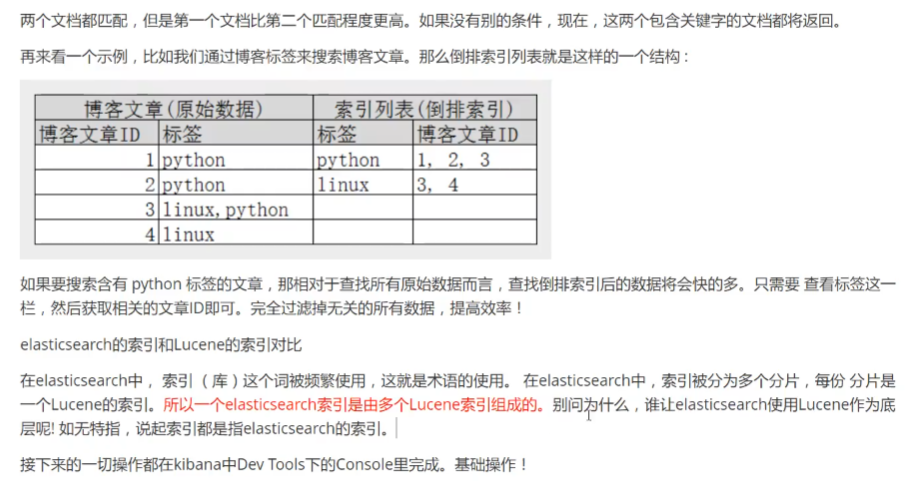 两个文档都匹配，但是第一个文档比第二个匹配程度更高。如果没有别的条件，现在，这两个包含关键字的文档都将返回。
再来看一个示例，比如我们通过博客标签来搜索博客文章。那么倒排索引列表就是这样的一个结构：
博客文章(原始数据) 索引列表(倒排索引)
博客文章ID 标签 标签 博客文章ID
1 python python 1, 2, 3
2 python linux 3, 4
3 linux,python
4 linux
如果要搜索含有 python 标签的文章，那相对于查找所有原始数据而言，查找倒排索引后的数据将会快的多。只需要 查看标签这一
栏，然后获取相关的文章ID即可。完全过滤掉无关的所有数据，提高效率！
elasticsearch的索引和Lucene的索引对比
在elasticsearch中， 索引 （库）这个词被频繁使用，这就是术语的使用。 在elasticsearch中，索引被分为多个分片，每份 分片是
一个Lucene的索引。所以一个elasticsearch索引是由多个Lucene索引组成的。别问为什么，谁让elasticsearch使用Lucene作为底
层呢! 如无特指，说起索引都是指elasticsearch的索引。
接下来的一切操作都在kibana中Dev Tools下的Console里完成。基础操作！